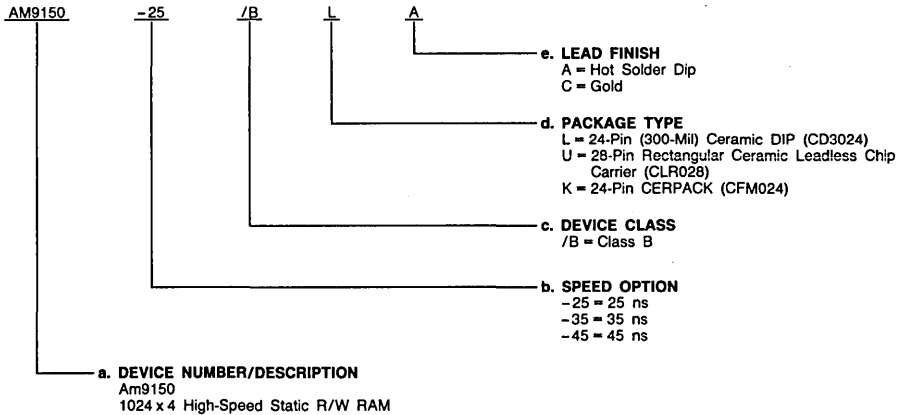 AM9150 -25 /B L A
e. LEAD FINISH
A = Hot Solder Dip
C = Gold
d. PACKAGE TYPE
L = 24-Pin (300-Mil) Ceramic DIP (CD3024)
U = 28-Pin Rectangular Ceramic Leadless Chip
Carrier (CLR028)
K = 24-Pin CERPACK (CFM024)
c. DEVICE CLASS
/B = Class B
b. SPEED OPTION
-25 = 25 ns
-35 = 35 ns
-45 = 45 ns
a. DEVICE NUMBER/DESCRIPTION
Am9150
1024 x 4 High-Speed Static R/W RAM